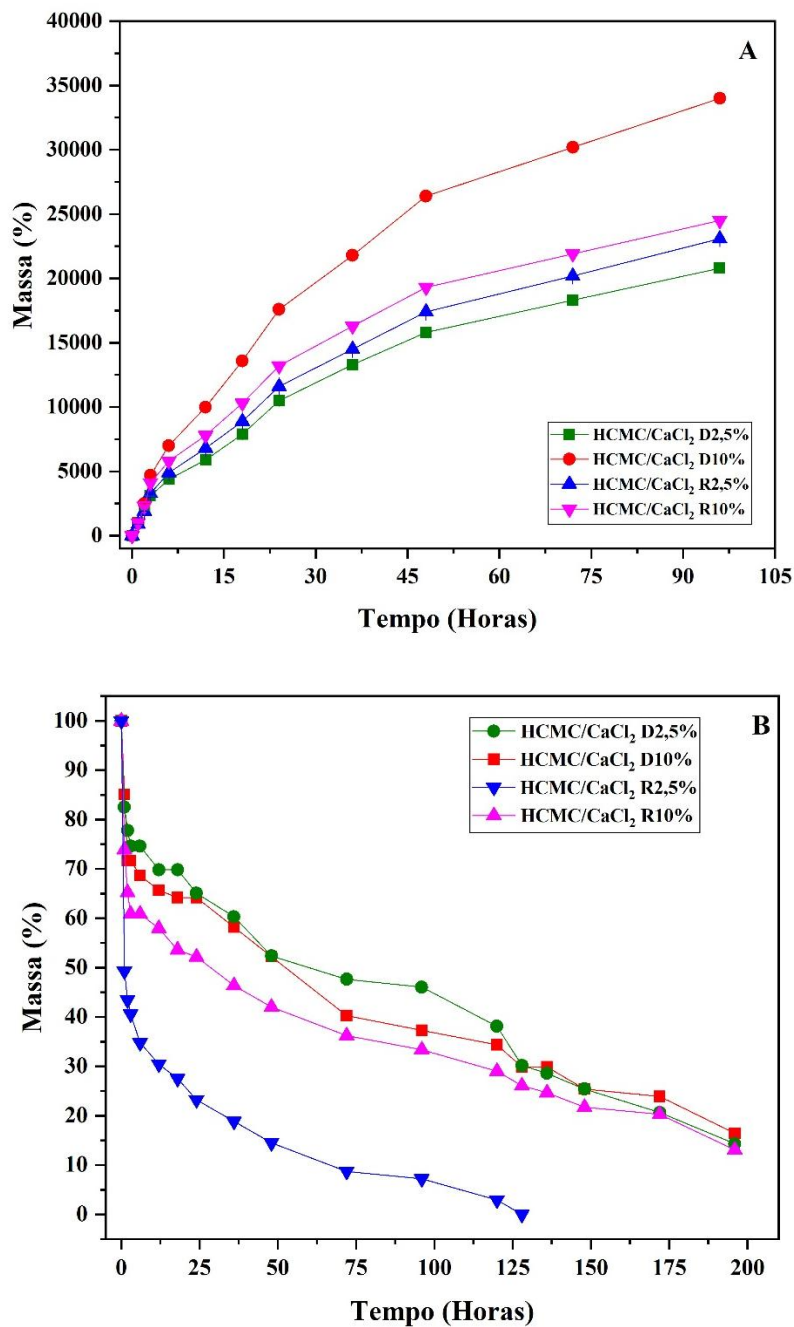 A
40000
35000
30000
25000
20000
15000
10000
5000
0
Massa (%)
HCMC/CaCl₂ D2,5%
HCMC/CaCl₂ D10%
HCMC/CaCl₂ R2,5%
HCMC/CaCl₂ R10%
0 15 30 45 60 75 90 105
Tempo (Horas)
B
100
90
80
70
60
50
40
30
20
10
0
Massa (%)
HCMC/CaCl₂ D2,5%
HCMC/CaCl₂ D10%
HCMC/CaCl₂ R2,5%
HCMC/CaCl₂ R10%
0 25 50 75 100 125 150 175 200
Tempo (Horas)